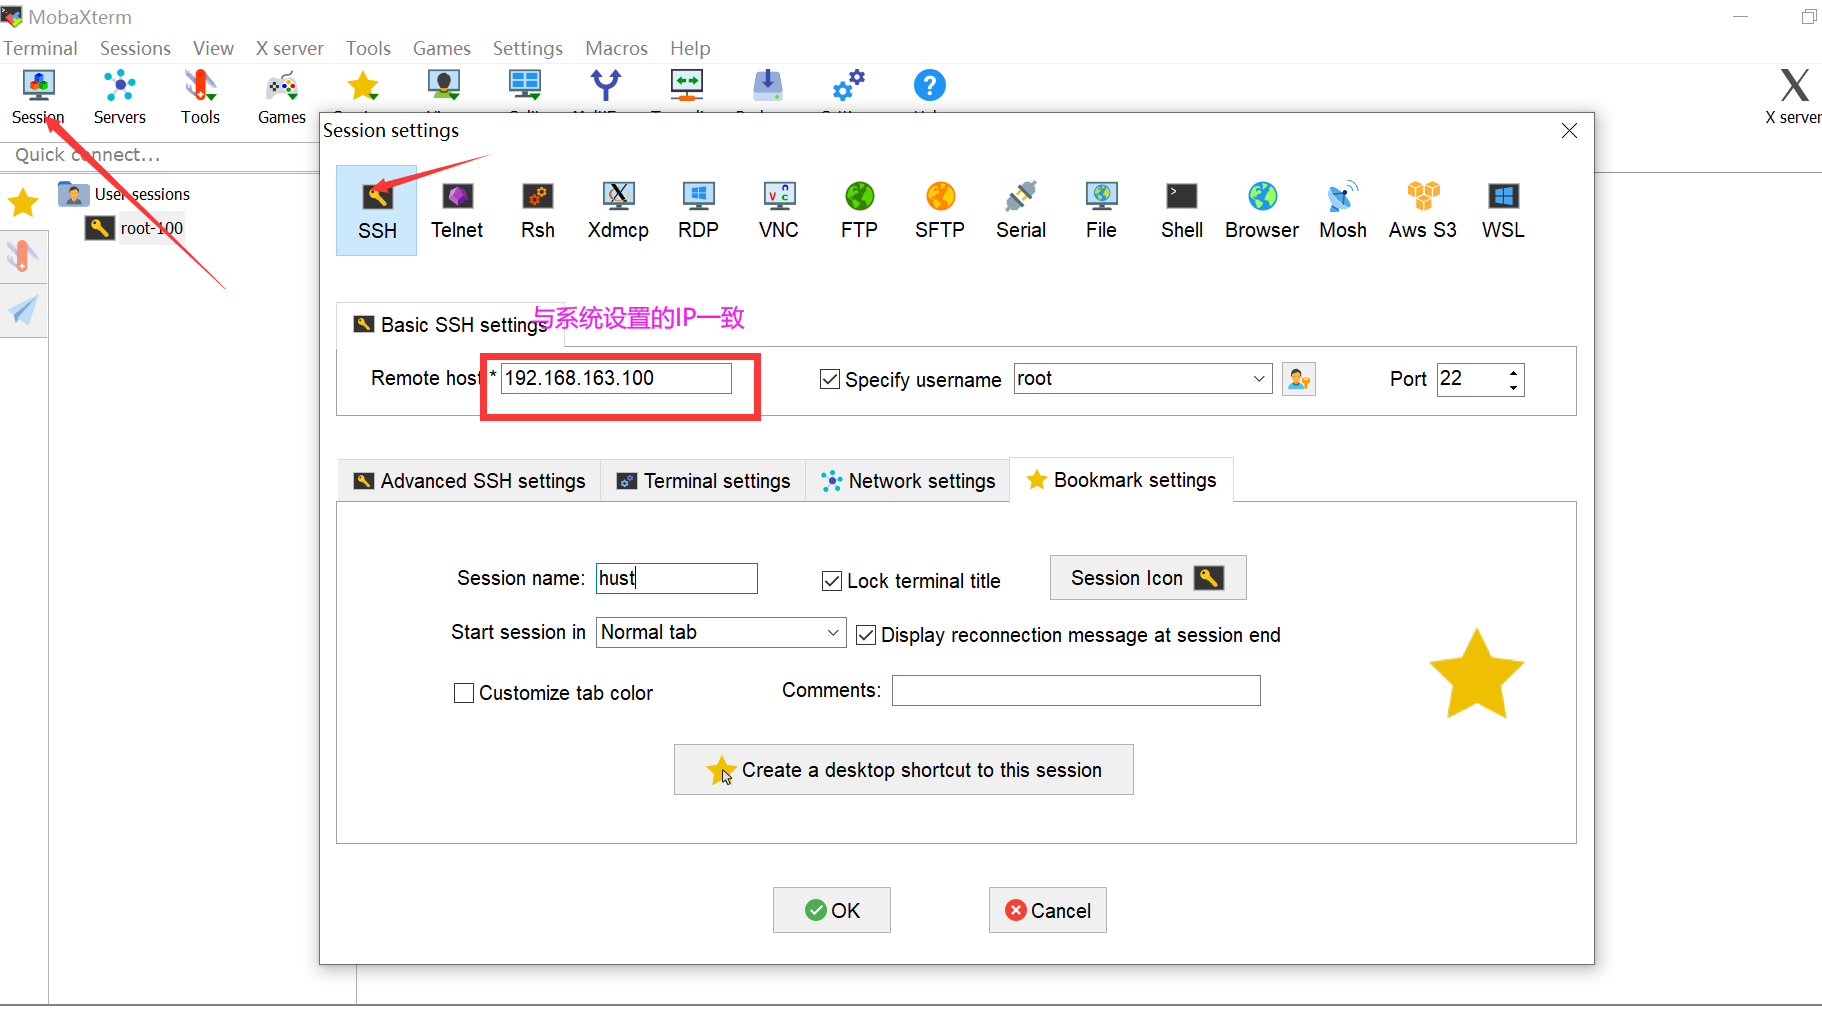 MobaXterm
Terminal Sessions View X server Tools Games Settings Macros Help
Session Servers Tools Games
X server
Quick connect...
User sessions
root-100
Session settings
SSH Telnet Rsh Xdmcp RDP VNC FTP SFTP Serial File Shell Browser Mosh Aws S3 WSL
与系统设置的IP一致
Basic SSH settings
Remote host * 192.168.163.100 Specify username root Port 22
Advanced SSH settings Terminal settings Network settings Bookmark settings
Session name: hust Lock terminal title Session Icon
Start session in Normal tab Display reconnection message at session end
Customize tab color Comments:
Create a desktop shortcut to this session
OK Cancel